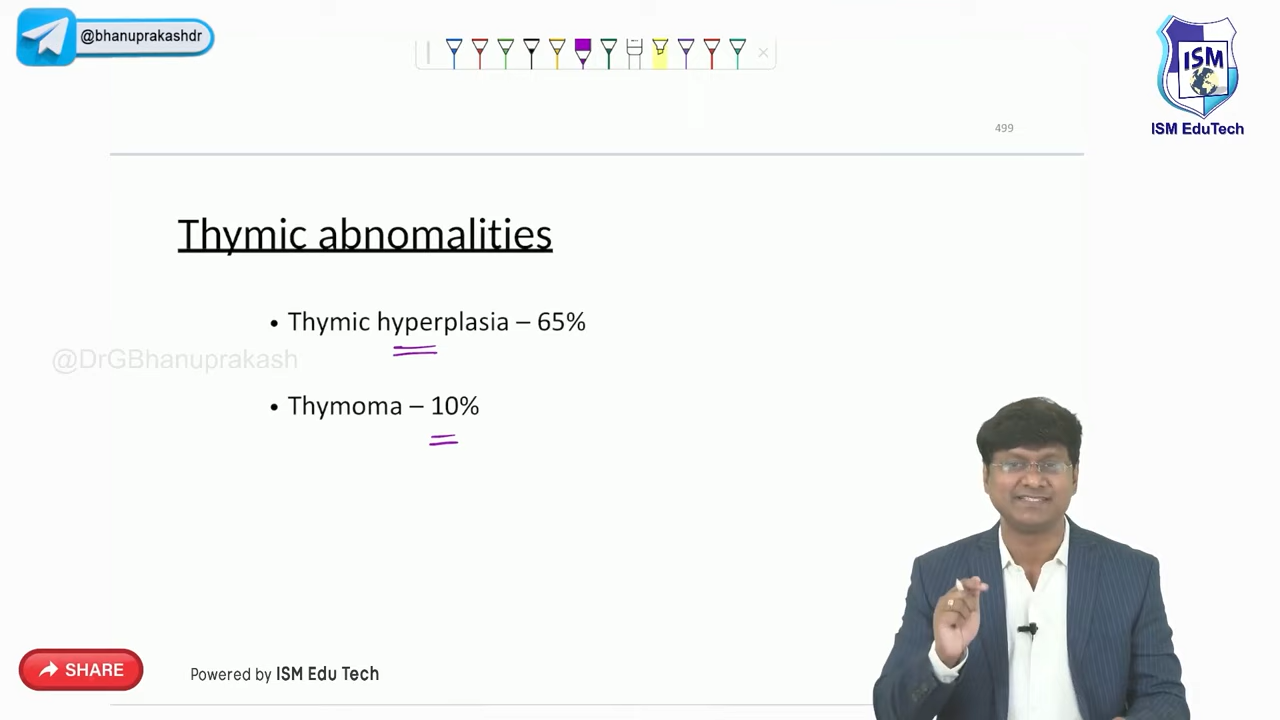 @bhanuprakashdr
ISM
ISM EduTech
499
Thymic abnomalities
• Thymic hyperplasia – 65%
@DrGBhanuprakash
• Thymoma – 10%
SHARE
Powered by ISM Edu Tech